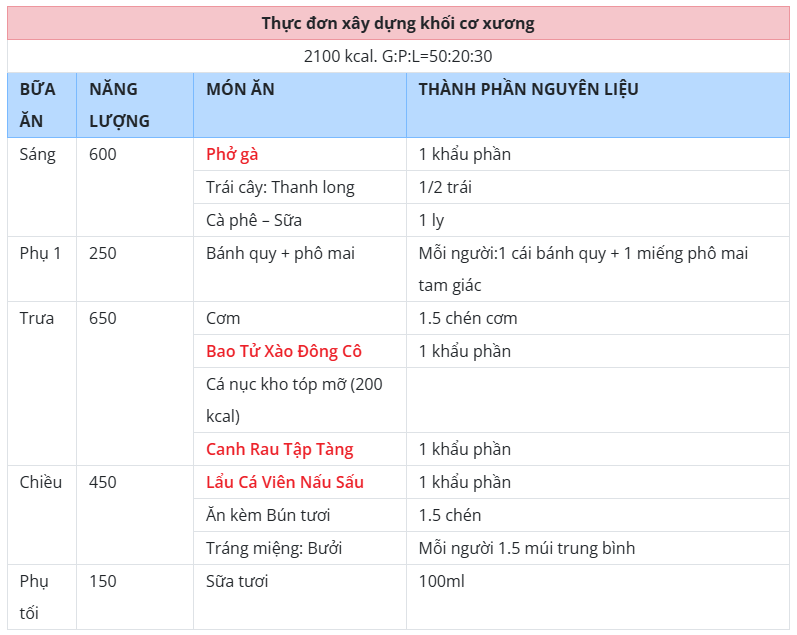 Thực đơn xây dựng khối cơ xương
2100 kcal. G:P:L=50:20:30
BỮA ĂN NĂNG LƯỢNG MÓN ĂN THÀNH PHẦN NGUYÊN LIỆU
Sáng 600 Phở gà 1 khẩu phần
Trái cây: Thanh long 1/2 trái
Cà phê – Sữa 1 ly
Phụ 1 250 Bánh quy + phô mai Mỗi người:1 cái bánh quy + 1 miếng phô mai
tam giác
Trưa 650 Cơm 1.5 chén cơm
Bao Tử Xào Đông Cô 1 khẩu phần
Cá nục kho tóp mỡ (200
kcal)
Canh Rau Tập Tàng 1 khẩu phần
Chiều 450 Lẩu Cá Viên Nấu Sấu 1 khẩu phần
Ăn kèm Bún tươi 1.5 chén
Tráng miệng: Bưởi Mỗi người 1.5 múi trung bình
Phụ tối 150 Sữa tươi 100ml